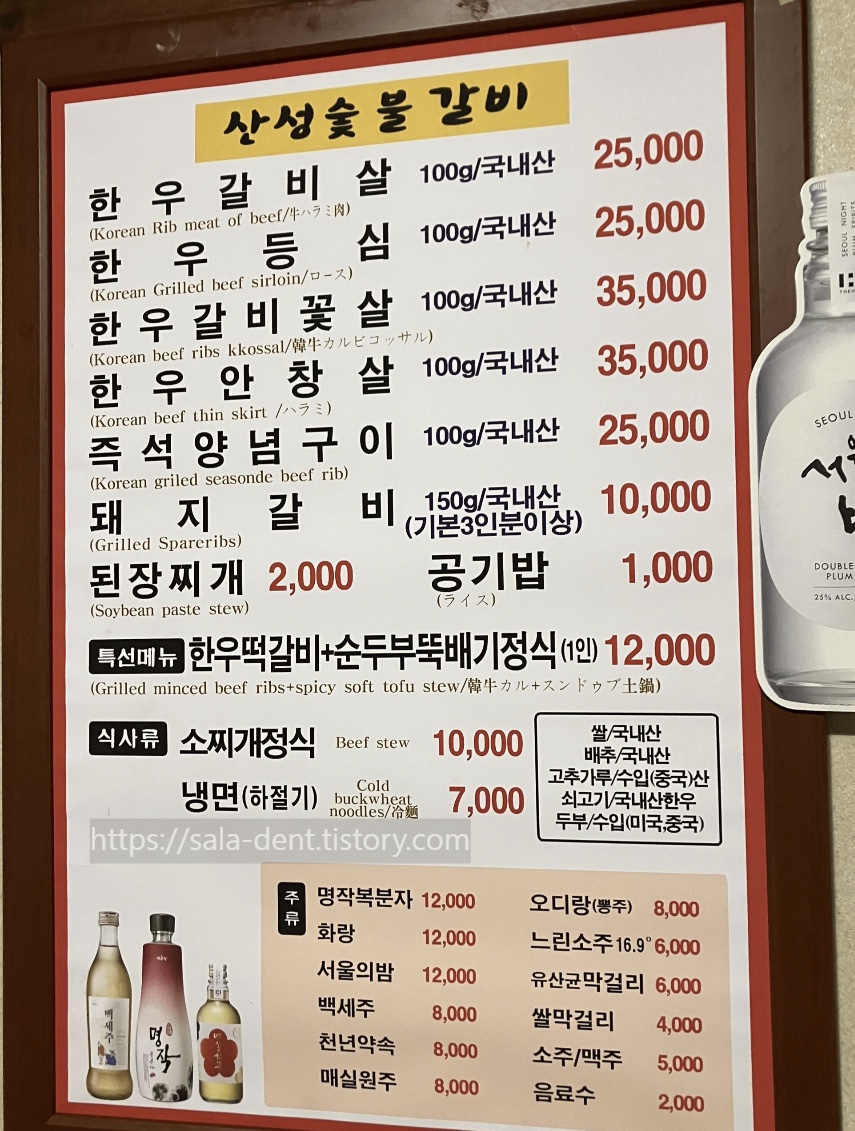 산성숯불갈비
한우갈비살 100g/국내산 25,000
(Korean Rib meat of beef/牛ハラミ肉)
한우등심 100g/국내산 25,000
(Korean Grilled beef sirloin/ロース)
한우갈비꽃살 100g/국내산 35,000
(Korean beef ribs kkossal/韓牛カルビコッサル)
한우안창살 100g/국내산 35,000
(Korean beef thin skirt /ハラミ)
즉석양념구이 100g/국내산 25,000
(Korean griled seasonde beef rib)
돼지갈비 150g/국내산 10,000
(기본3인분이상)
(Grilled Spareribs)
된장찌개 2,000 공기밥 1,000
(Soybean paste stew) (ライス)
특선메뉴 한우떡갈비+순두부뚝배기정식(1인) 12,000
(Grilled minced beef ribs+spicy soft tofu stew/韓牛カル+スンドゥブ土鍋)
식사류 소찌개정식 Beef stew 10,000
냉면(하절기) Cold buckwheat noodles/冷麵 7,000
쌀/국내산
배추/국내산
고추가루/수입(중국)산
쇠고기/국내산한우
두부/수입(미국,중국)
https://sala-dent.tistory.com
주류
명작복분자 12,000
화랑 12,000
서울의밤 12,000
백세주 8,000
천년약속 8,000
매실원주 8,000
오디랑(뽕주) 8,000
느린소주16.9° 6,000
유산균막걸리 6,000
쌀막걸리 4,000
소주/맥주 5,000
음료수 2,000
백세주
명작
SEOUL NIGHT
SEOUL
DOUBLE
PLUM
25% ALC.